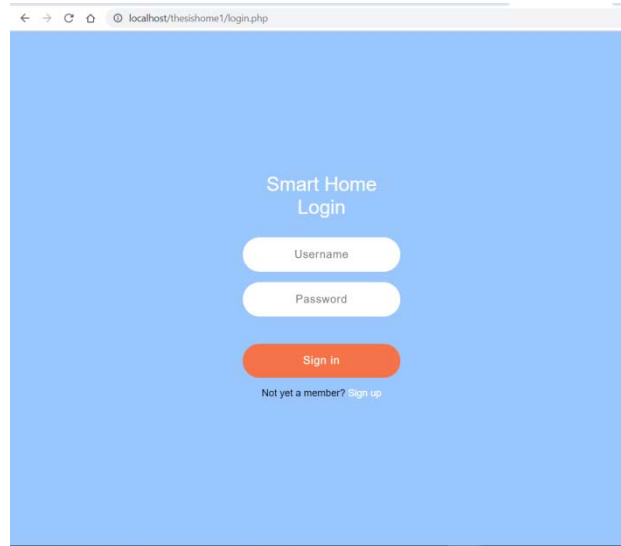 localhost/thesishome1/login.php
Smart Home
Login
Username
Password
Sign in
Not yet a member? Sign up